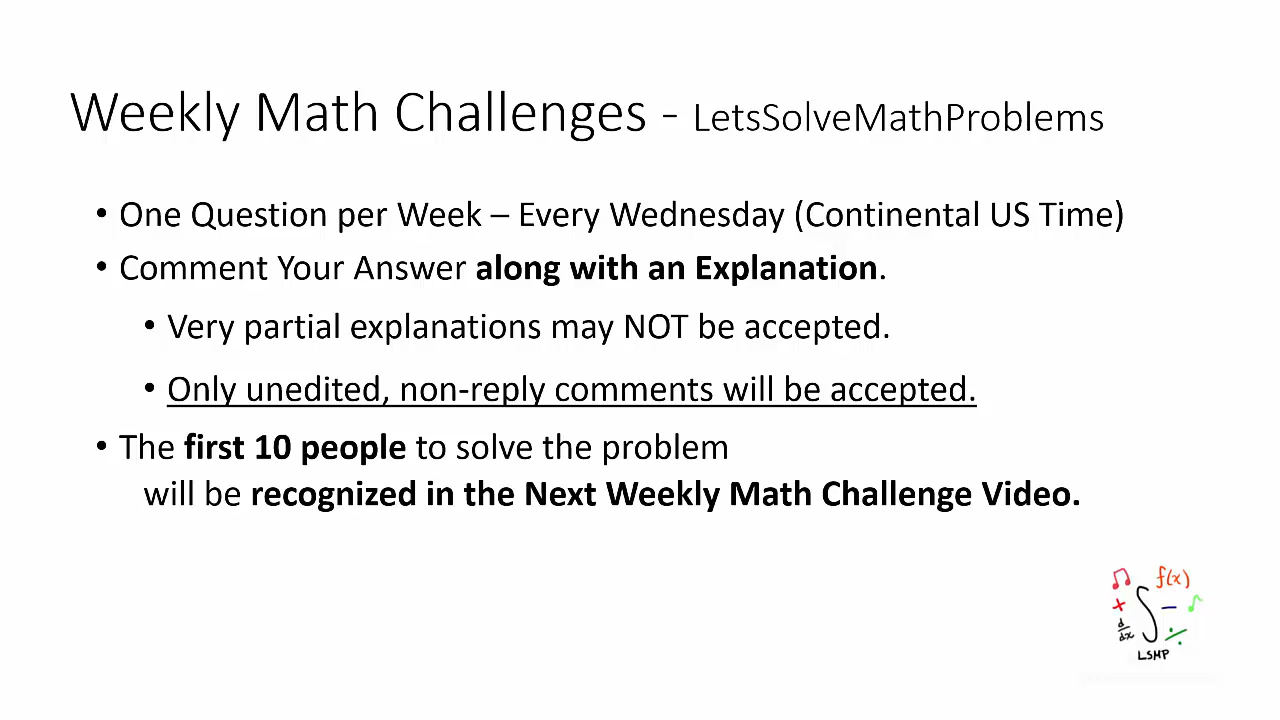 Weekly Math Challenges - LetsSolveMathProblems
• One Question per Week – Every Wednesday (Continental US Time)
• Comment Your Answer along with an Explanation.
• Very partial explanations may NOT be accepted.
• Only unedited, non-reply comments will be accepted.
• The first 10 people to solve the problem
will be recognized in the Next Weekly Math Challenge Video.
f(x)
+ ∫ −
d/dx ÷
LSMP